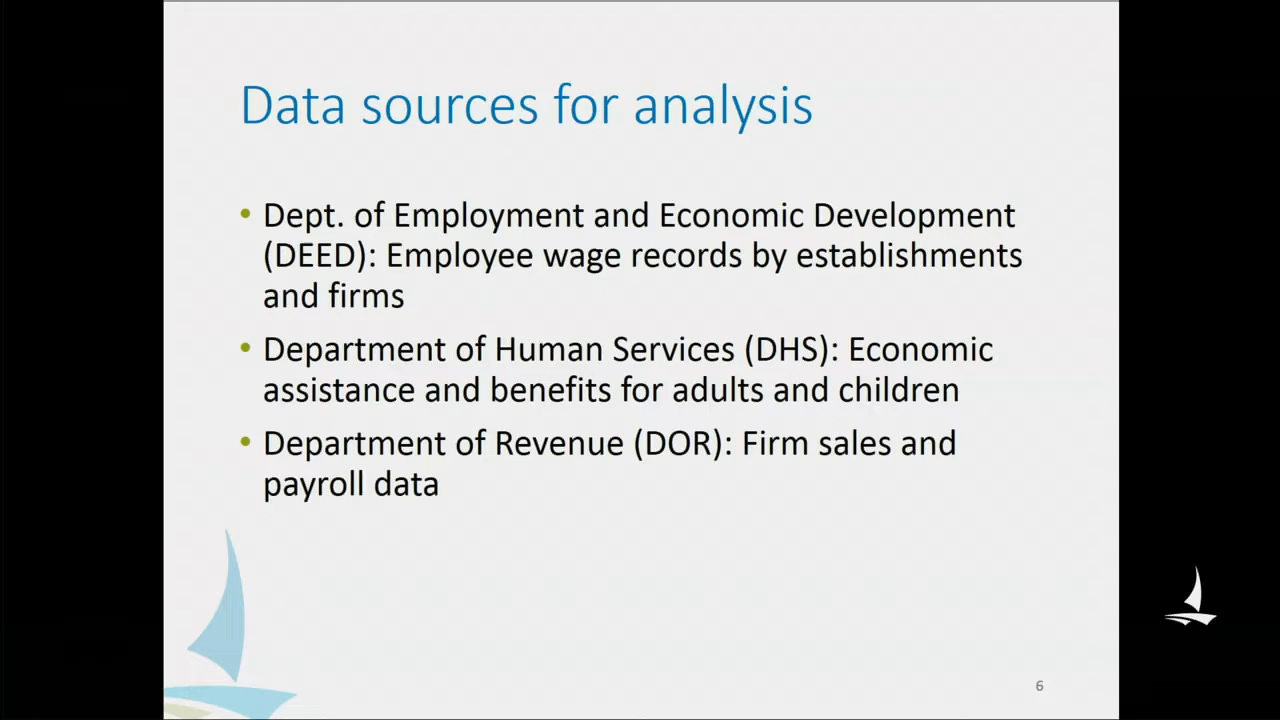 Data sources for analysis
• Dept. of Employment and Economic Development
(DEED): Employee wage records by establishments
and firms
• Department of Human Services (DHS): Economic
assistance and benefits for adults and children
• Department of Revenue (DOR): Firm sales and
payroll data
6